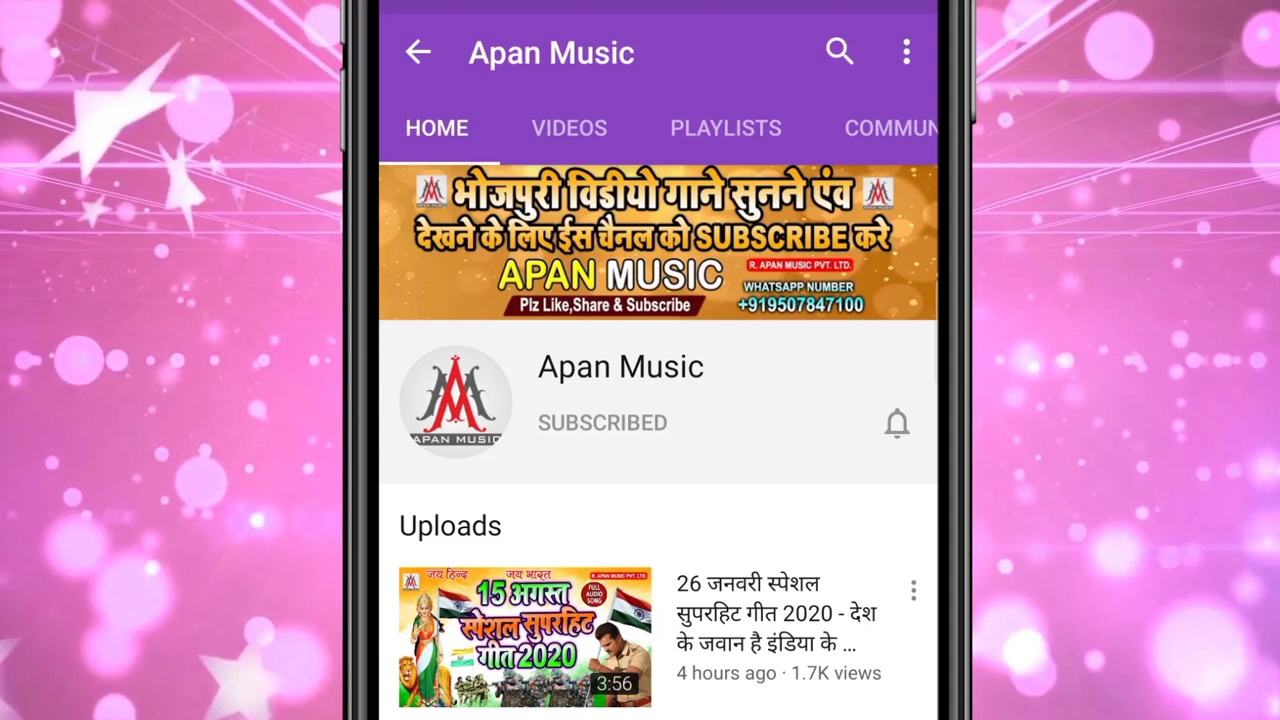 Apan Music
HOME VIDEOS PLAYLISTS COMMUN
भोजपुरी विडीयो गाने सुनने एंव
देखने के लिए ईस चैनल को SUBSCRIBE करे
APAN MUSIC
R. APAN MUSIC PVT. LTD.
WHATSAPP NUMBER
Plz Like,Share & Subscribe
+919507847100
Apan Music
SUBSCRIBED
APAN MUSIC
Uploads
जय हिन्द जय भारत
R. APAN MUSIC PVT. LTD
15 अगस्त
FULL
AUDIO
SONG
स्पेशल सुपरहिट
गीत 2020
3:56
26 जनवरी स्पेशल
सुपरहिट गीत 2020 - देश
के जवान है इंडिया के ...
4 hours ago · 1.7K views